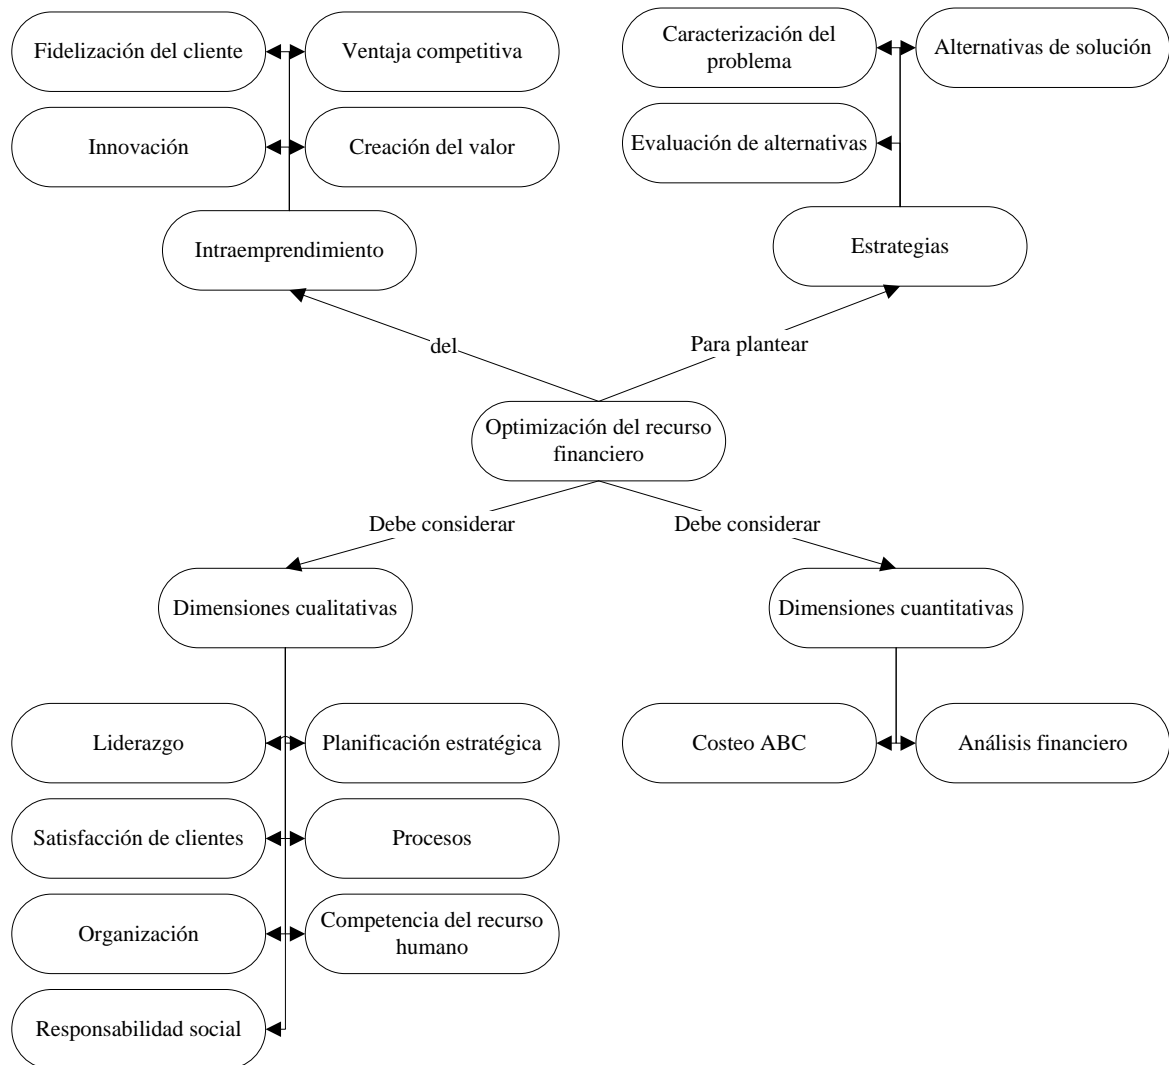 Fidelización del cliente
Ventaja competitiva
Caracterización del
problema
Alternativas de solución
Innovación
Creación del valor
Evaluación de alternativas
Intraemprendimiento
Estrategias
del
Para plantear
Optimización del recurso
financiero
Debe considerar
Debe considerar
Dimensiones cualitativas
Dimensiones cuantitativas
Liderazgo
Planificación estratégica
Costeo ABC
Análisis financiero
Satisfacción de clientes
Procesos
Organización
Competencia del recurso
humano
Responsabilidad social